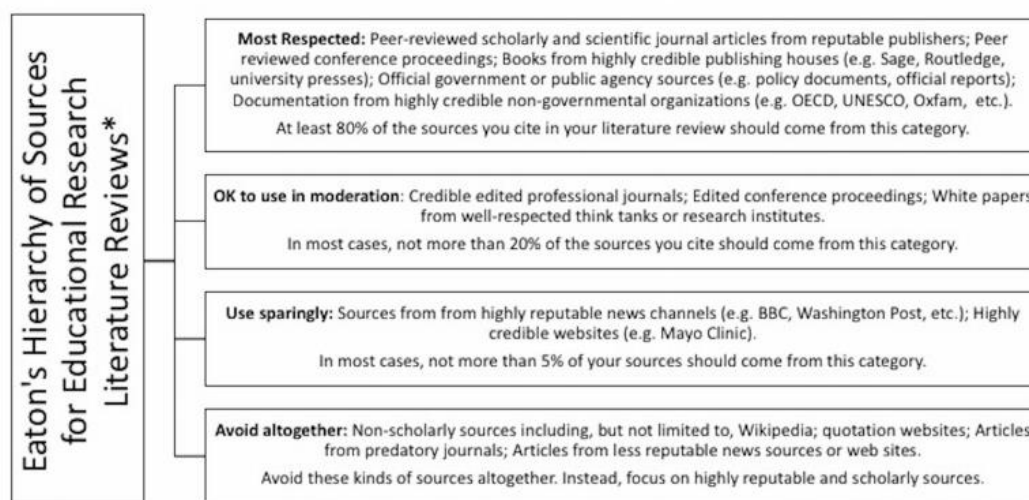 Eaton's Hierarchy of Sources
for Educational Research
Literature Reviews*
Most Respected: Peer-reviewed scholarly and scientific journal articles from reputable publishers; Peer
reviewed conference proceedings; Books from highly credible publishing houses (e.g. Sage, Routledge,
university presses); Official government or public agency sources (e.g. policy documents, official reports);
Documentation from highly credible non-governmental organizations (e.g. OECD, UNESCO, Oxfam, etc.).
At least 80% of the sources you cite in your literature review should come from this category.
OK to use in moderation: Credible edited professional journals; Edited conference proceedings; White papers
from well-respected think tanks or research institutes.
In most cases, not more than 20% of the sources you cite should come from this category.
Use sparingly: Sources from from highly reputable news channels (e.g. BBC, Washington Post, etc.); Highly
credible websites (e.g. Mayo Clinic).
In most cases, not more than 5% of your sources should come from this category.
Avoid altogether: Non-scholarly sources including, but not limited to, Wikipedia; quotation websites; Articles
from predatory journals; Articles from less reputable news sources or web sites.
Avoid these kinds of sources altogether. Instead, focus on highly reputable and scholarly sources.